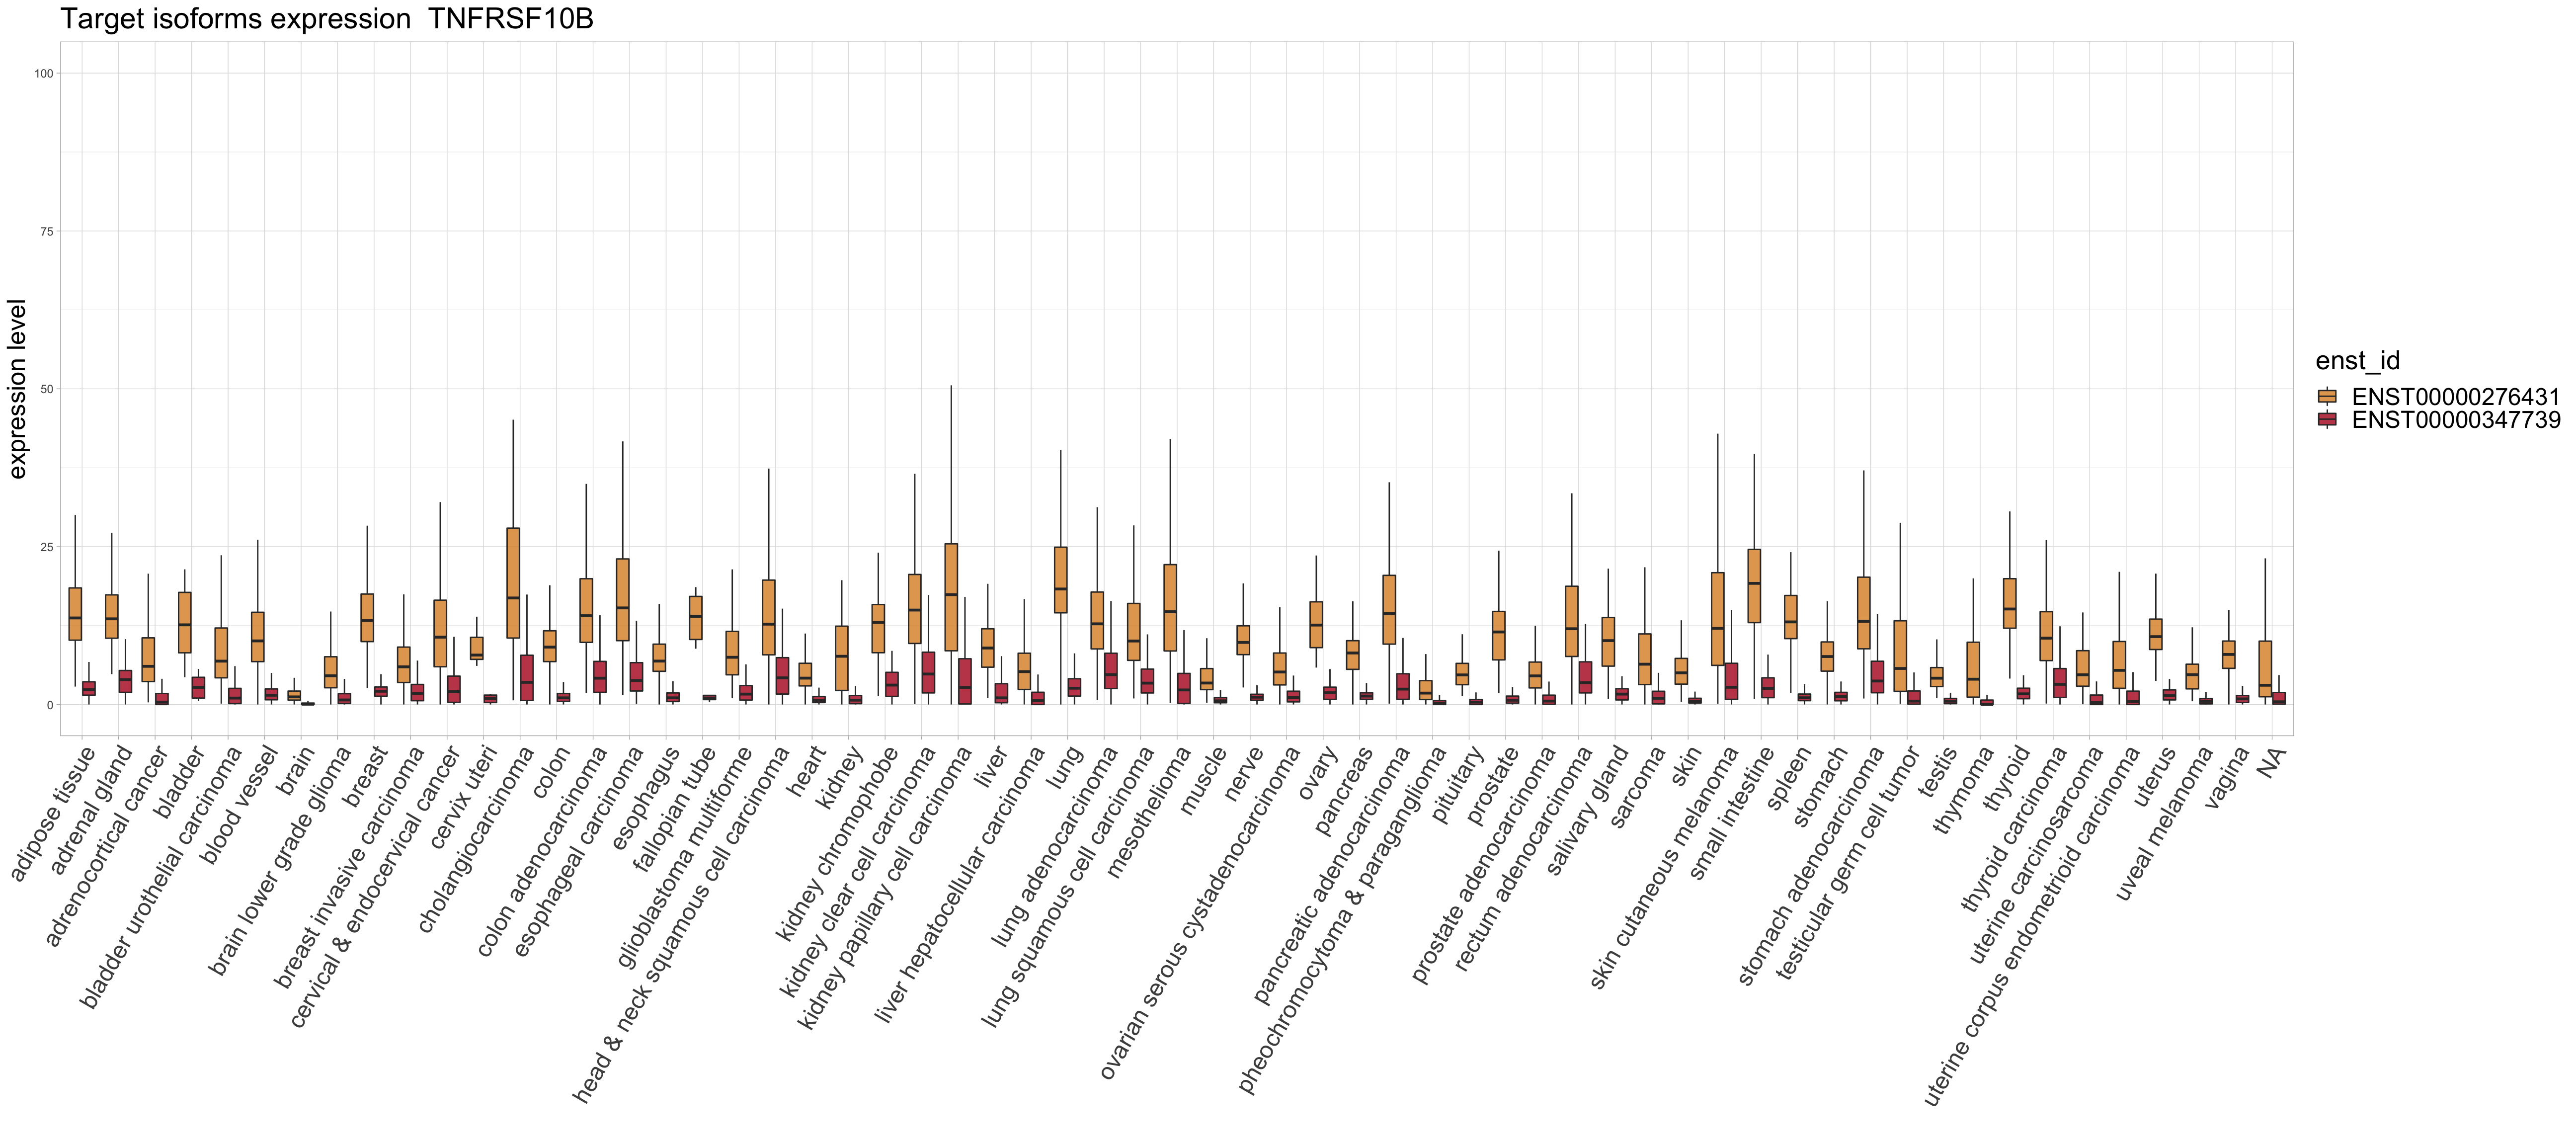 Target isoforms expression  TNFRSF10B
100
75
50
25
0
expression level
enst_id
ENST00000276431
ENST00000347739
adipose tissue
adrenal gland
adrenocortical cancer
bladder
bladder urothelial carcinoma
blood vessel
brain
brain lower grade glioma
breast
breast invasive carcinoma
cervical & endocervical cancer
cervix uteri
cholangiocarcinoma
colon
colon adenocarcinoma
esophageal carcinoma
esophagus
fallopian tube
glioblastoma multiforme
head & neck squamous cell carcinoma
heart
kidney
kidney chromophobe
kidney clear cell carcinoma
kidney papillary cell carcinoma
liver
liver hepatocellular carcinoma
lung
lung adenocarcinoma
lung squamous cell carcinoma
mesothelioma
muscle
nerve
ovarian serous cystadenocarcinoma
ovary
pancreas
pancreatic adenocarcinoma
pheochromocytoma & paraganglioma
pituitary
prostate
prostate adenocarcinoma
rectum adenocarcinoma
salivary gland
sarcoma
skin
skin cutaneous melanoma
small intestine
spleen
stomach
stomach adenocarcinoma
testicular germ cell tumor
testis
thymoma
thyroid
thyroid carcinoma
uterine carcinosarcoma
uterine corpus endometrioid carcinoma
uterus
uveal melanoma
vagina
NA